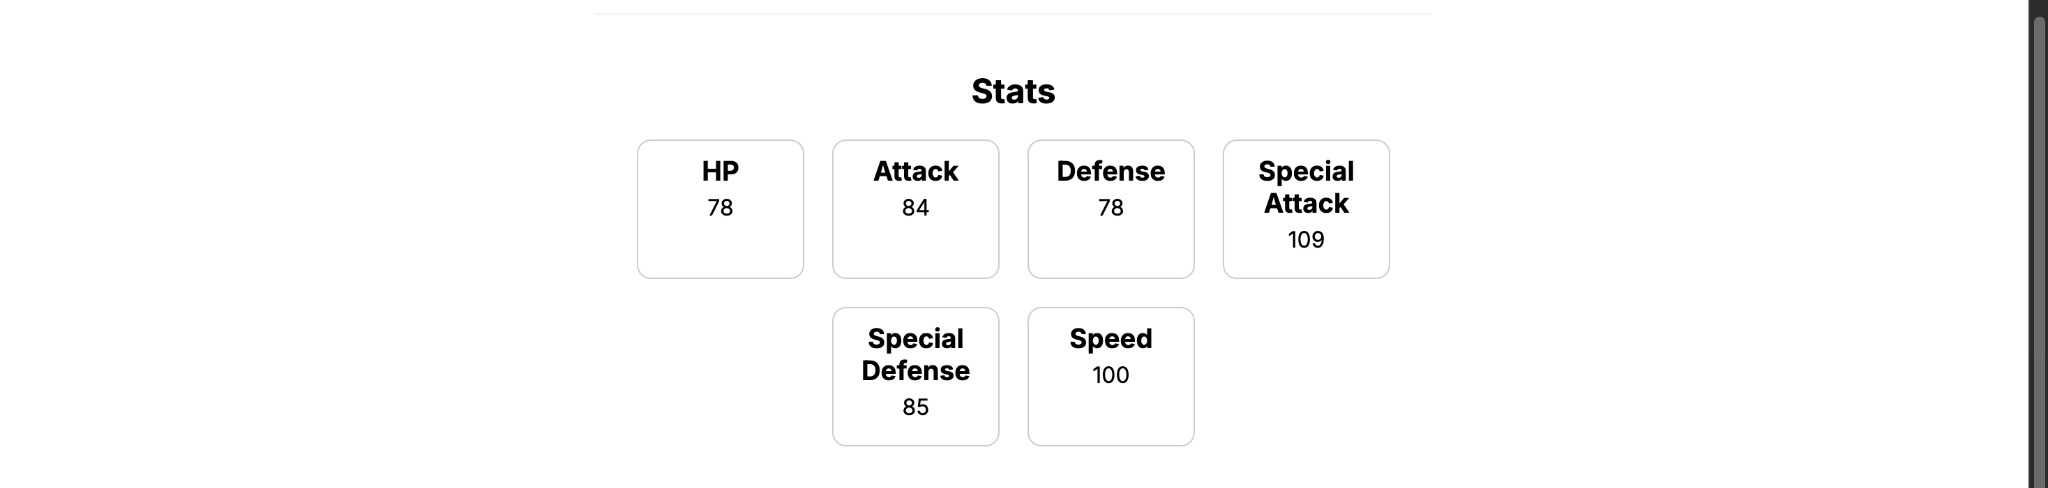 Stats
HP
78
Attack
84
Defense
78
Special
Attack
109
Special
Defense
85
Speed
100